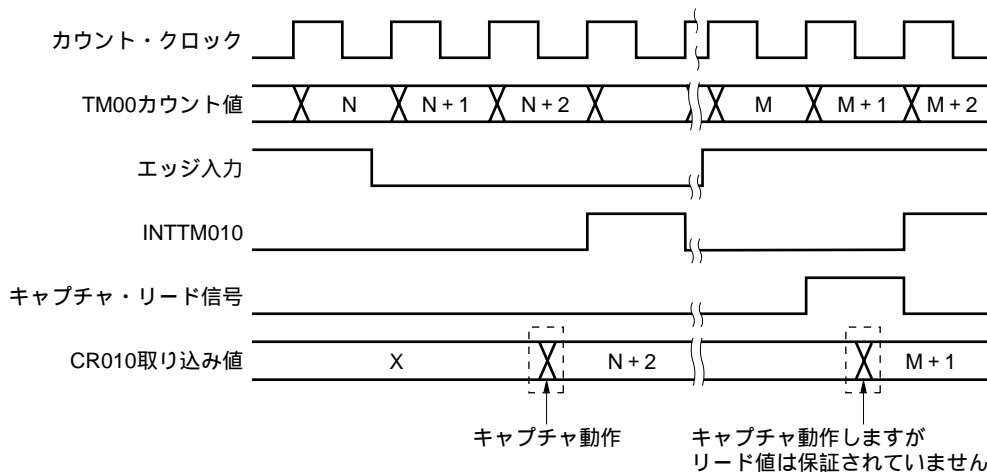 カウント・クロック
TM00カウント値
N
N + 1
N + 2
M
M + 1
M + 2
エッジ入力
INTTM010
キャプチャ・リード信号
CR010取り込み値
X
N + 2
M + 1
キャプチャ動作
キャプチャ動作しますが
リード値は保証されていません